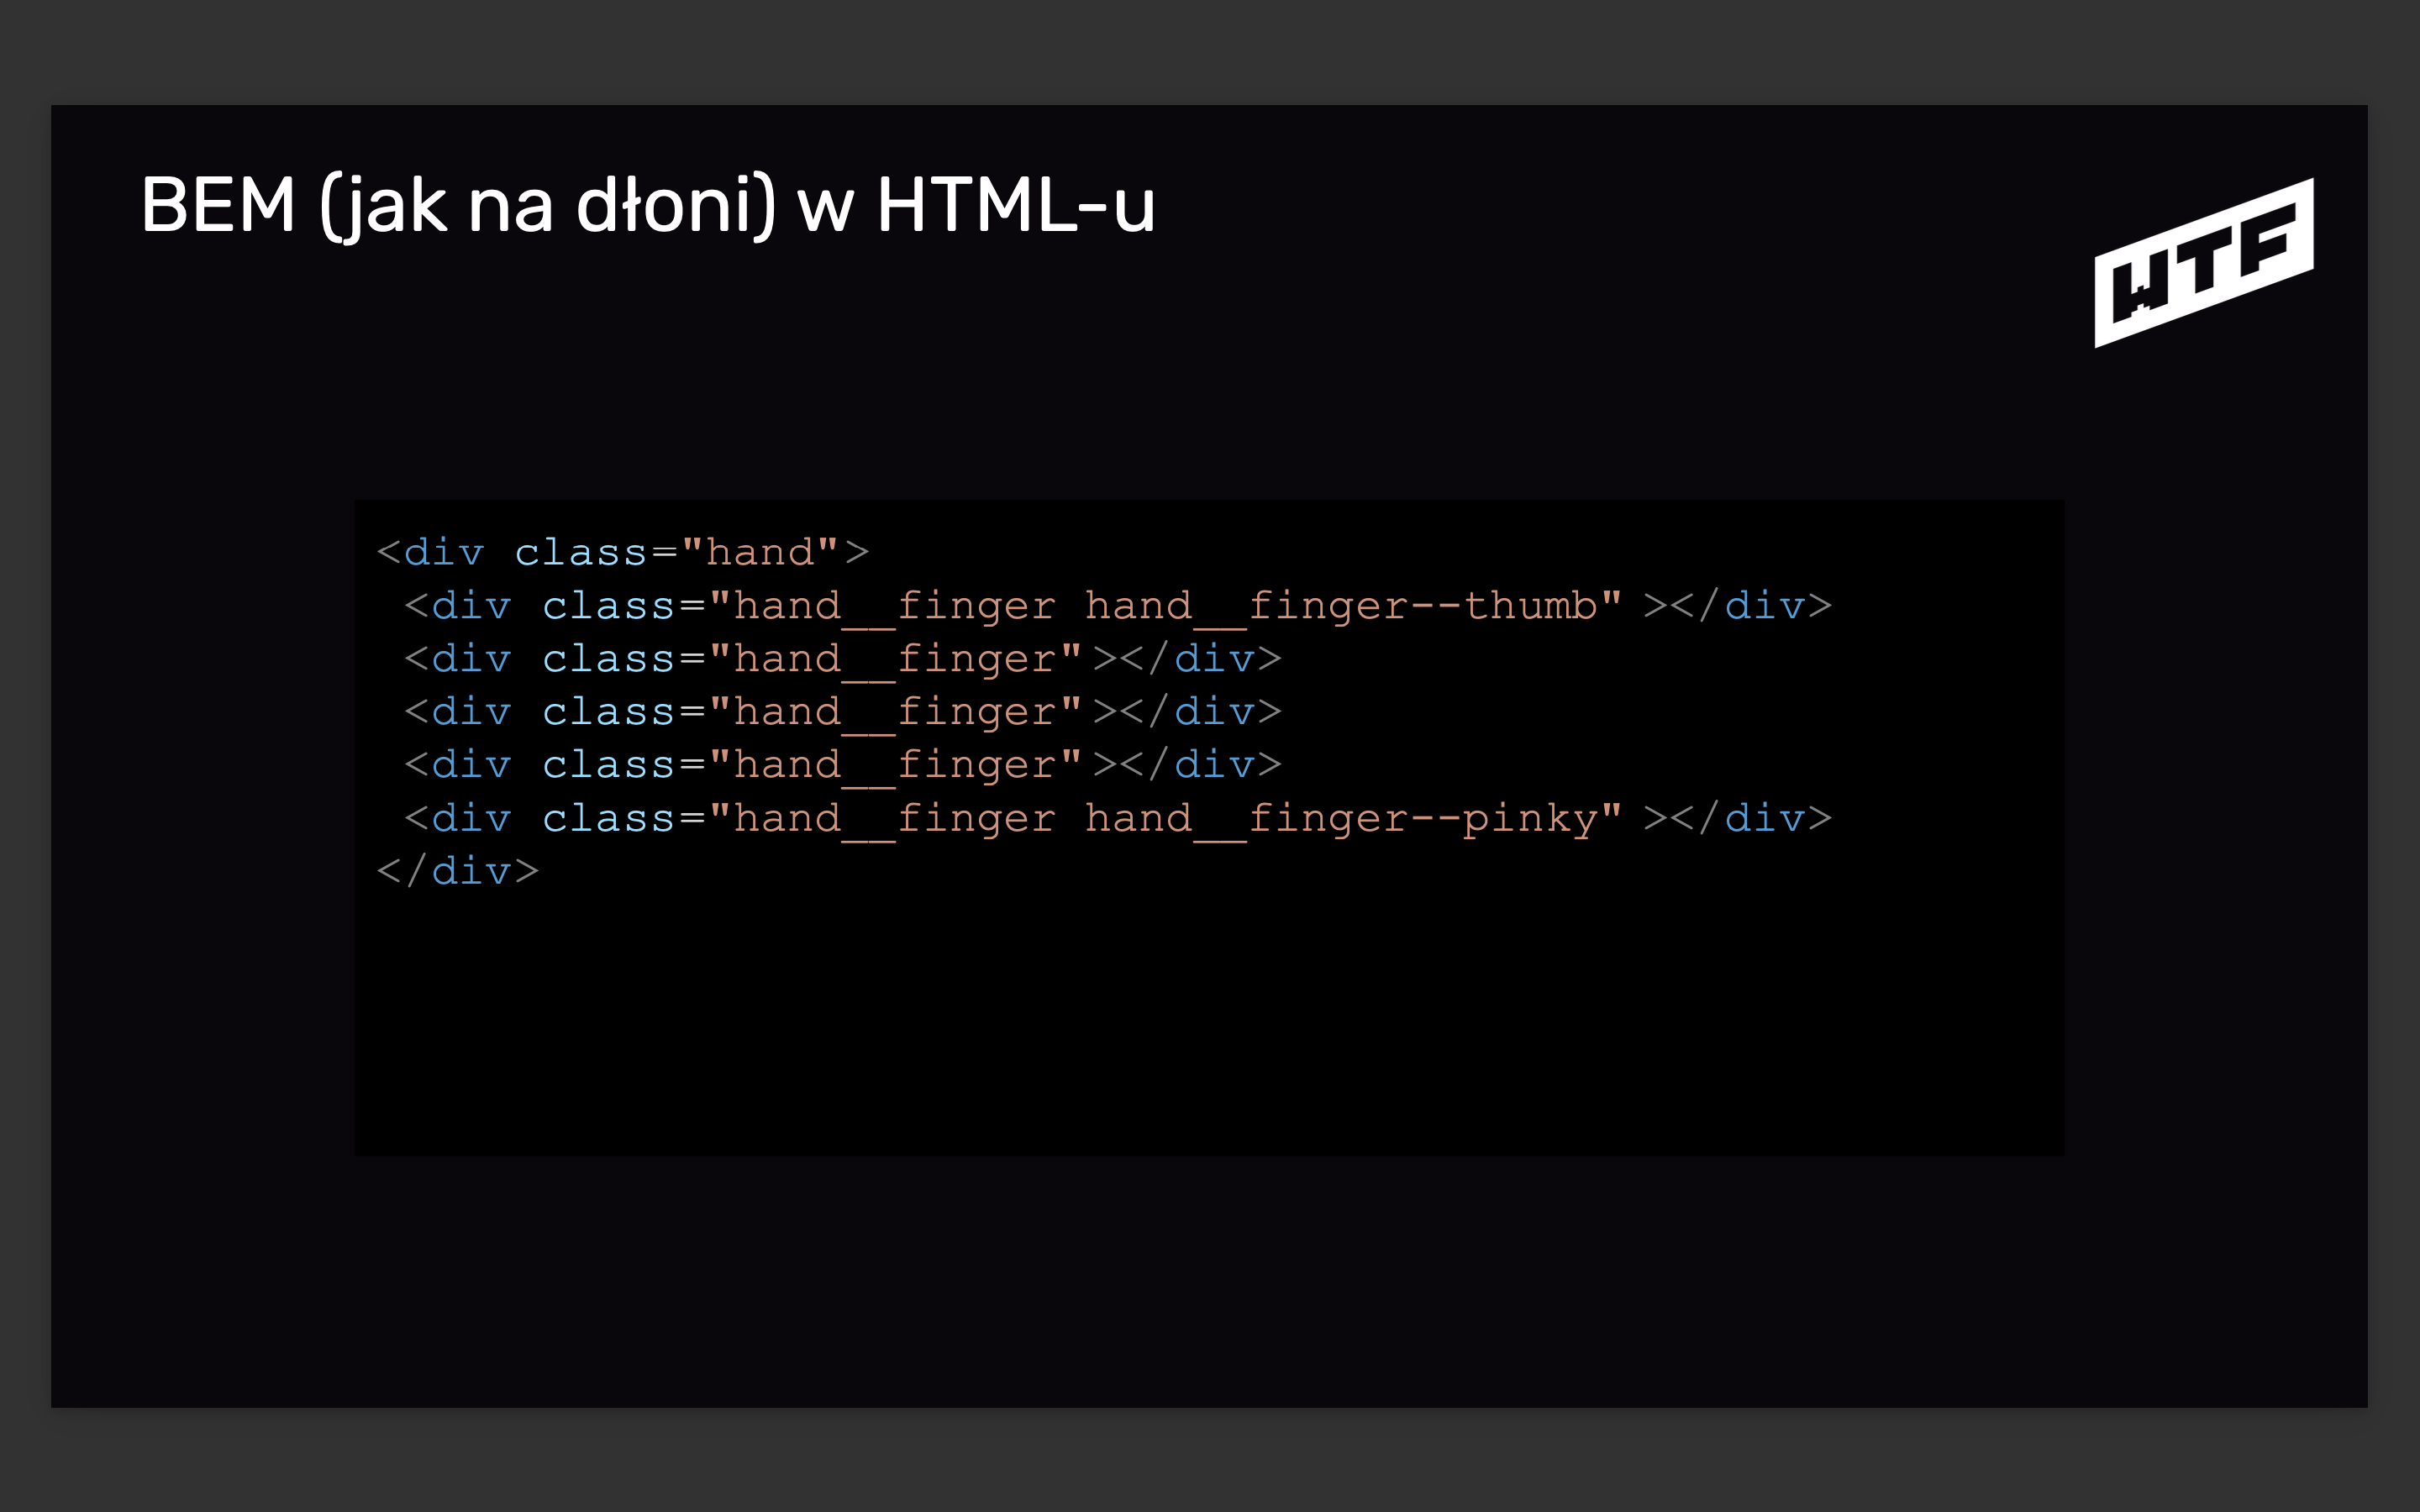 BEM (jak na dłoni) w HTML-u
WTF
<div class="hand">
<div class="hand__finger hand__finger--thumb"></div>
<div class="hand__finger"></div>
<div class="hand__finger"></div>
<div class="hand__finger"></div>
<div class="hand__finger hand__finger--pinky"></div>
</div>